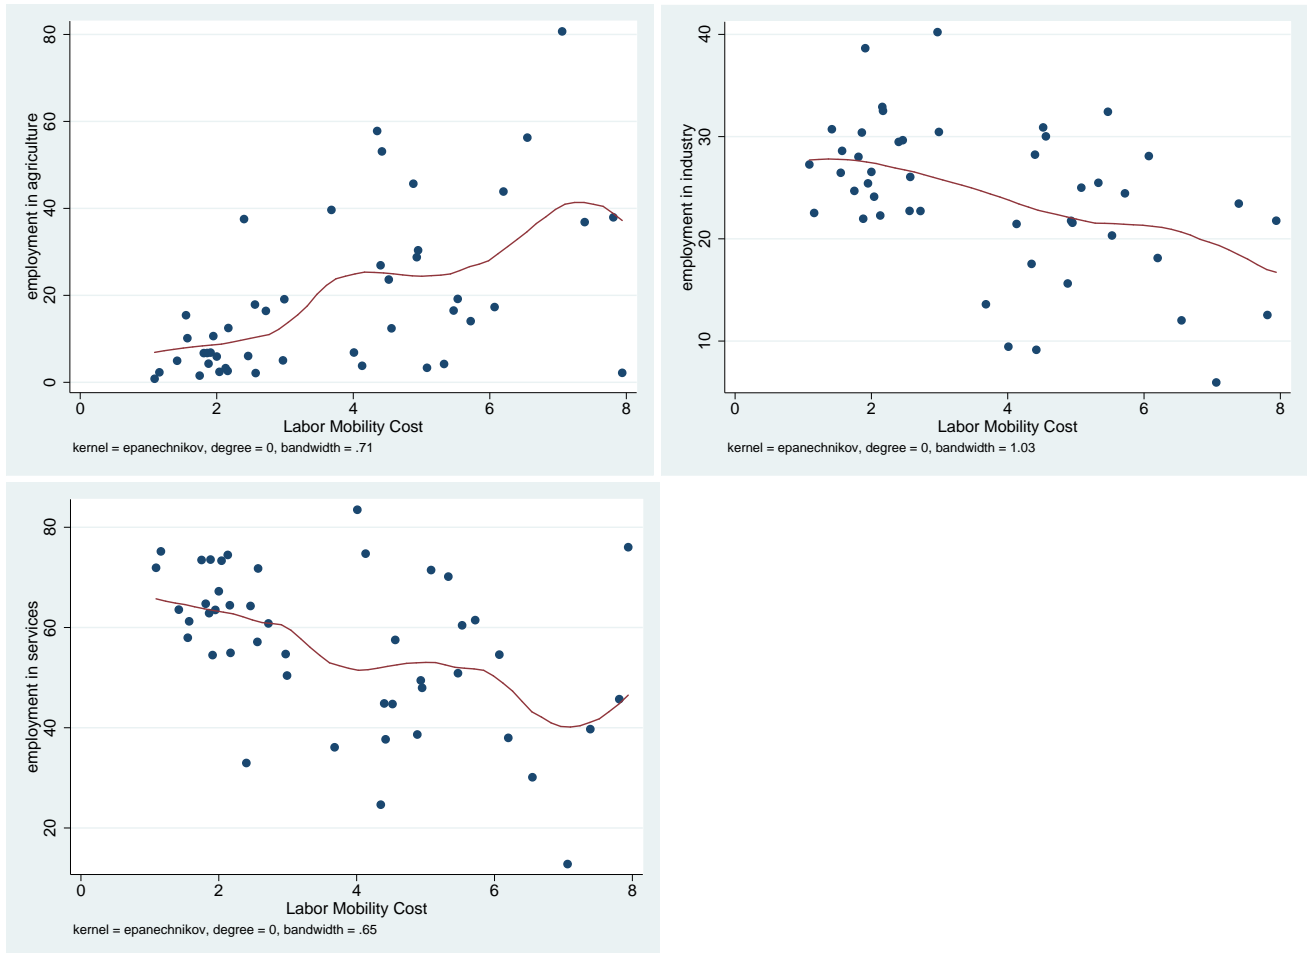 employment in agriculture
80
60
40
20
0
0 2 4 6 8
Labor Mobility Cost
kernel = epanechnikov, degree = 0, bandwidth = .71
employment in industry
40
30
20
10
0 2 4 6 8
Labor Mobility Cost
kernel = epanechnikov, degree = 0, bandwidth = 1.03
employment in services
80
60
40
20
0 2 4 6 8
Labor Mobility Cost
kernel = epanechnikov, degree = 0, bandwidth = .65